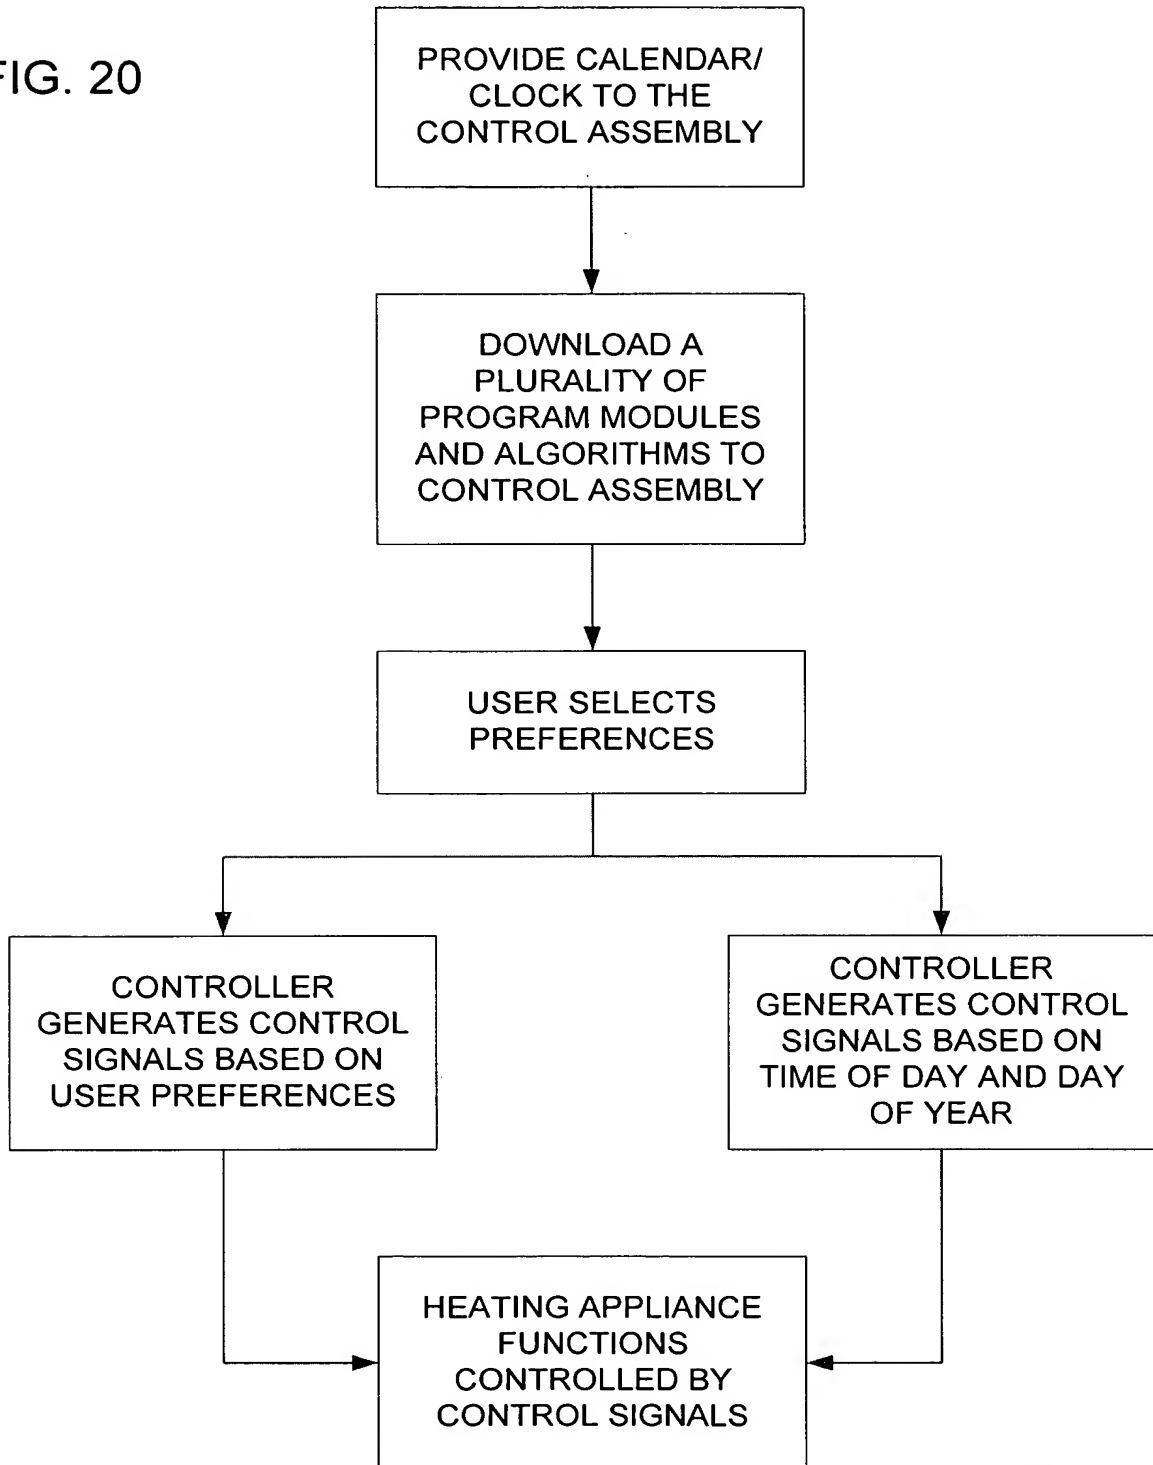 FIG. 20
PROVIDE CALENDAR/
CLOCK TO THE
CONTROL ASSEMBLY
DOWNLOAD A
PLURALITY OF
PROGRAM MODULES
AND ALGORITHMS TO
CONTROL ASSEMBLY
USER SELECTS
PREFERENCES
CONTROLLER
GENERATES CONTROL
SIGNALS BASED ON
USER PREFERENCES
CONTROLLER
GENERATES CONTROL
SIGNALS BASED ON
TIME OF DAY AND DAY
OF YEAR
HEATING APPLIANCE
FUNCTIONS
CONTROLLED BY
CONTROL SIGNALS